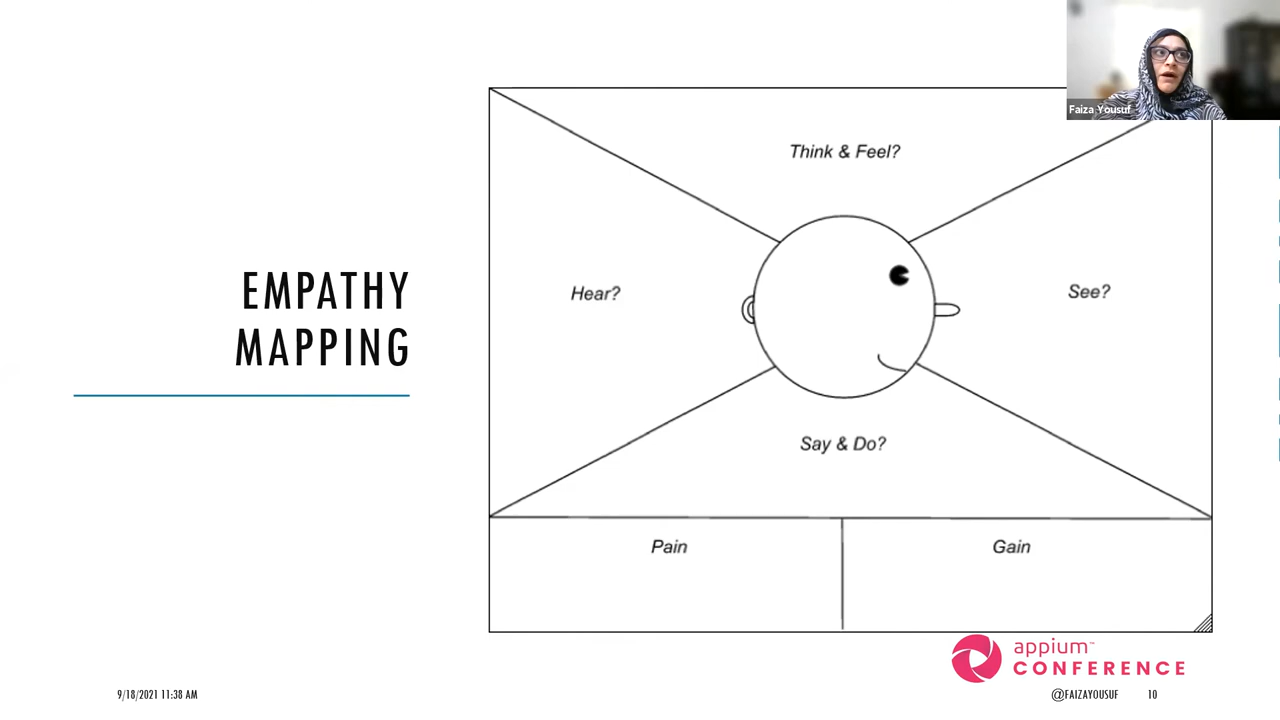 Faiza Yousuf
EMPATHY
MAPPING
Think & Feel?
Hear?
See?
Say & Do?
Pain
Gain
appium™
CONFERENCE
9/18/2021 11:38 AM
@FAIZAYOUSUF
10